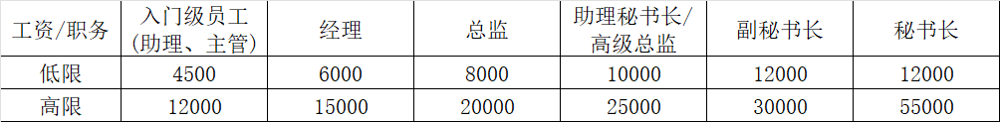 工资/职务 入门级员工(助理、主管) 经理 总监 助理秘书长/高级总监 副秘书长 秘书长
低限 4500 6000 8000 10000 12000 12000
高限 12000 15000 20000 25000 30000 55000